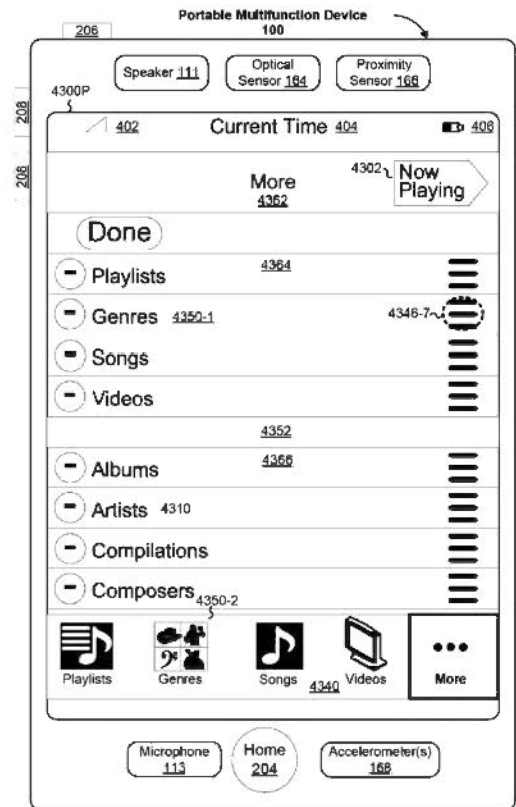 Portable Multifunction Device
100
206
Speaker 111
Optical
Sensor 164
Proximity
Sensor 166
4300P
208
402
Current Time 404
406
208
More
4362
4302
Now
Playing
Done
Playlists
4364
Genres 4350-1
4346-7
Songs
Videos
4352
Albums
4366
Artists 4310
Compilations
Composers
4350-2
Playlists
Genres
Songs
4340
Videos
More
Microphone
113
Home
204
Accelerometer(s)
168